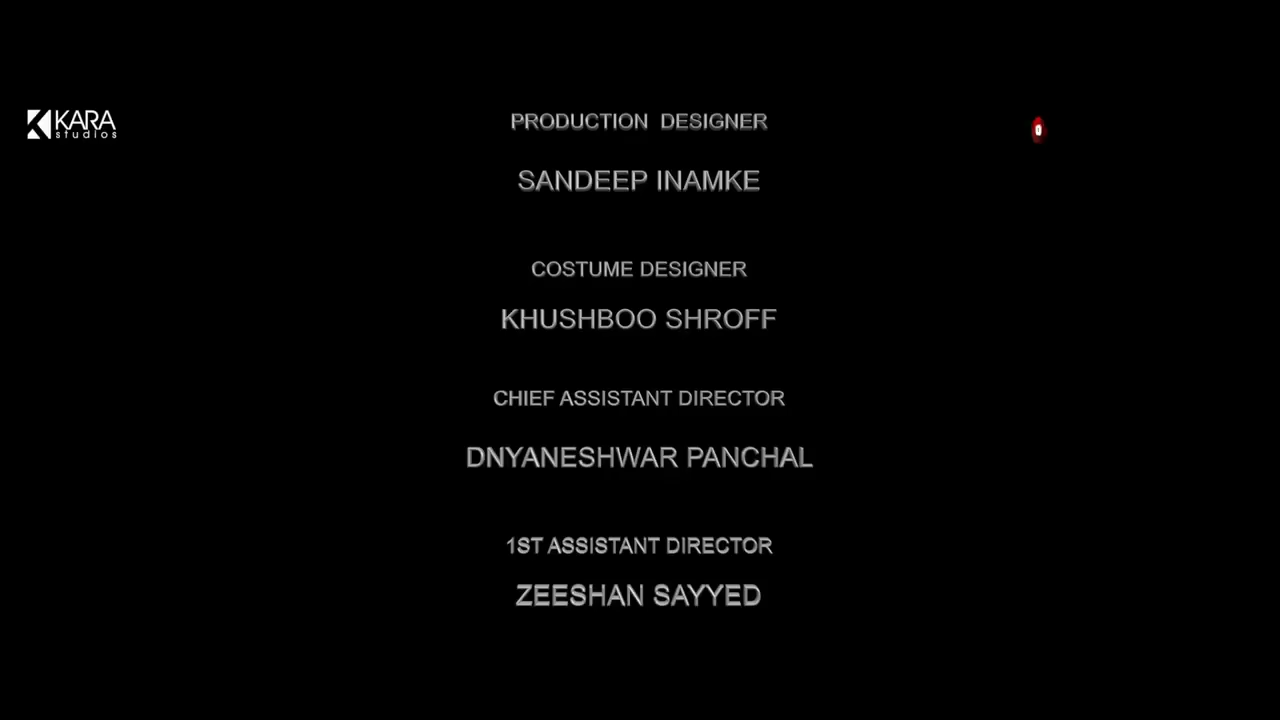 KARA
studios
PRODUCTION DESIGNER
SANDEEP INAMKE
COSTUME DESIGNER
KHUSHBOO SHROFF
CHIEF ASSISTANT DIRECTOR
DNYANESHWAR PANCHAL
1ST ASSISTANT DIRECTOR
ZEESHAN SAYYED